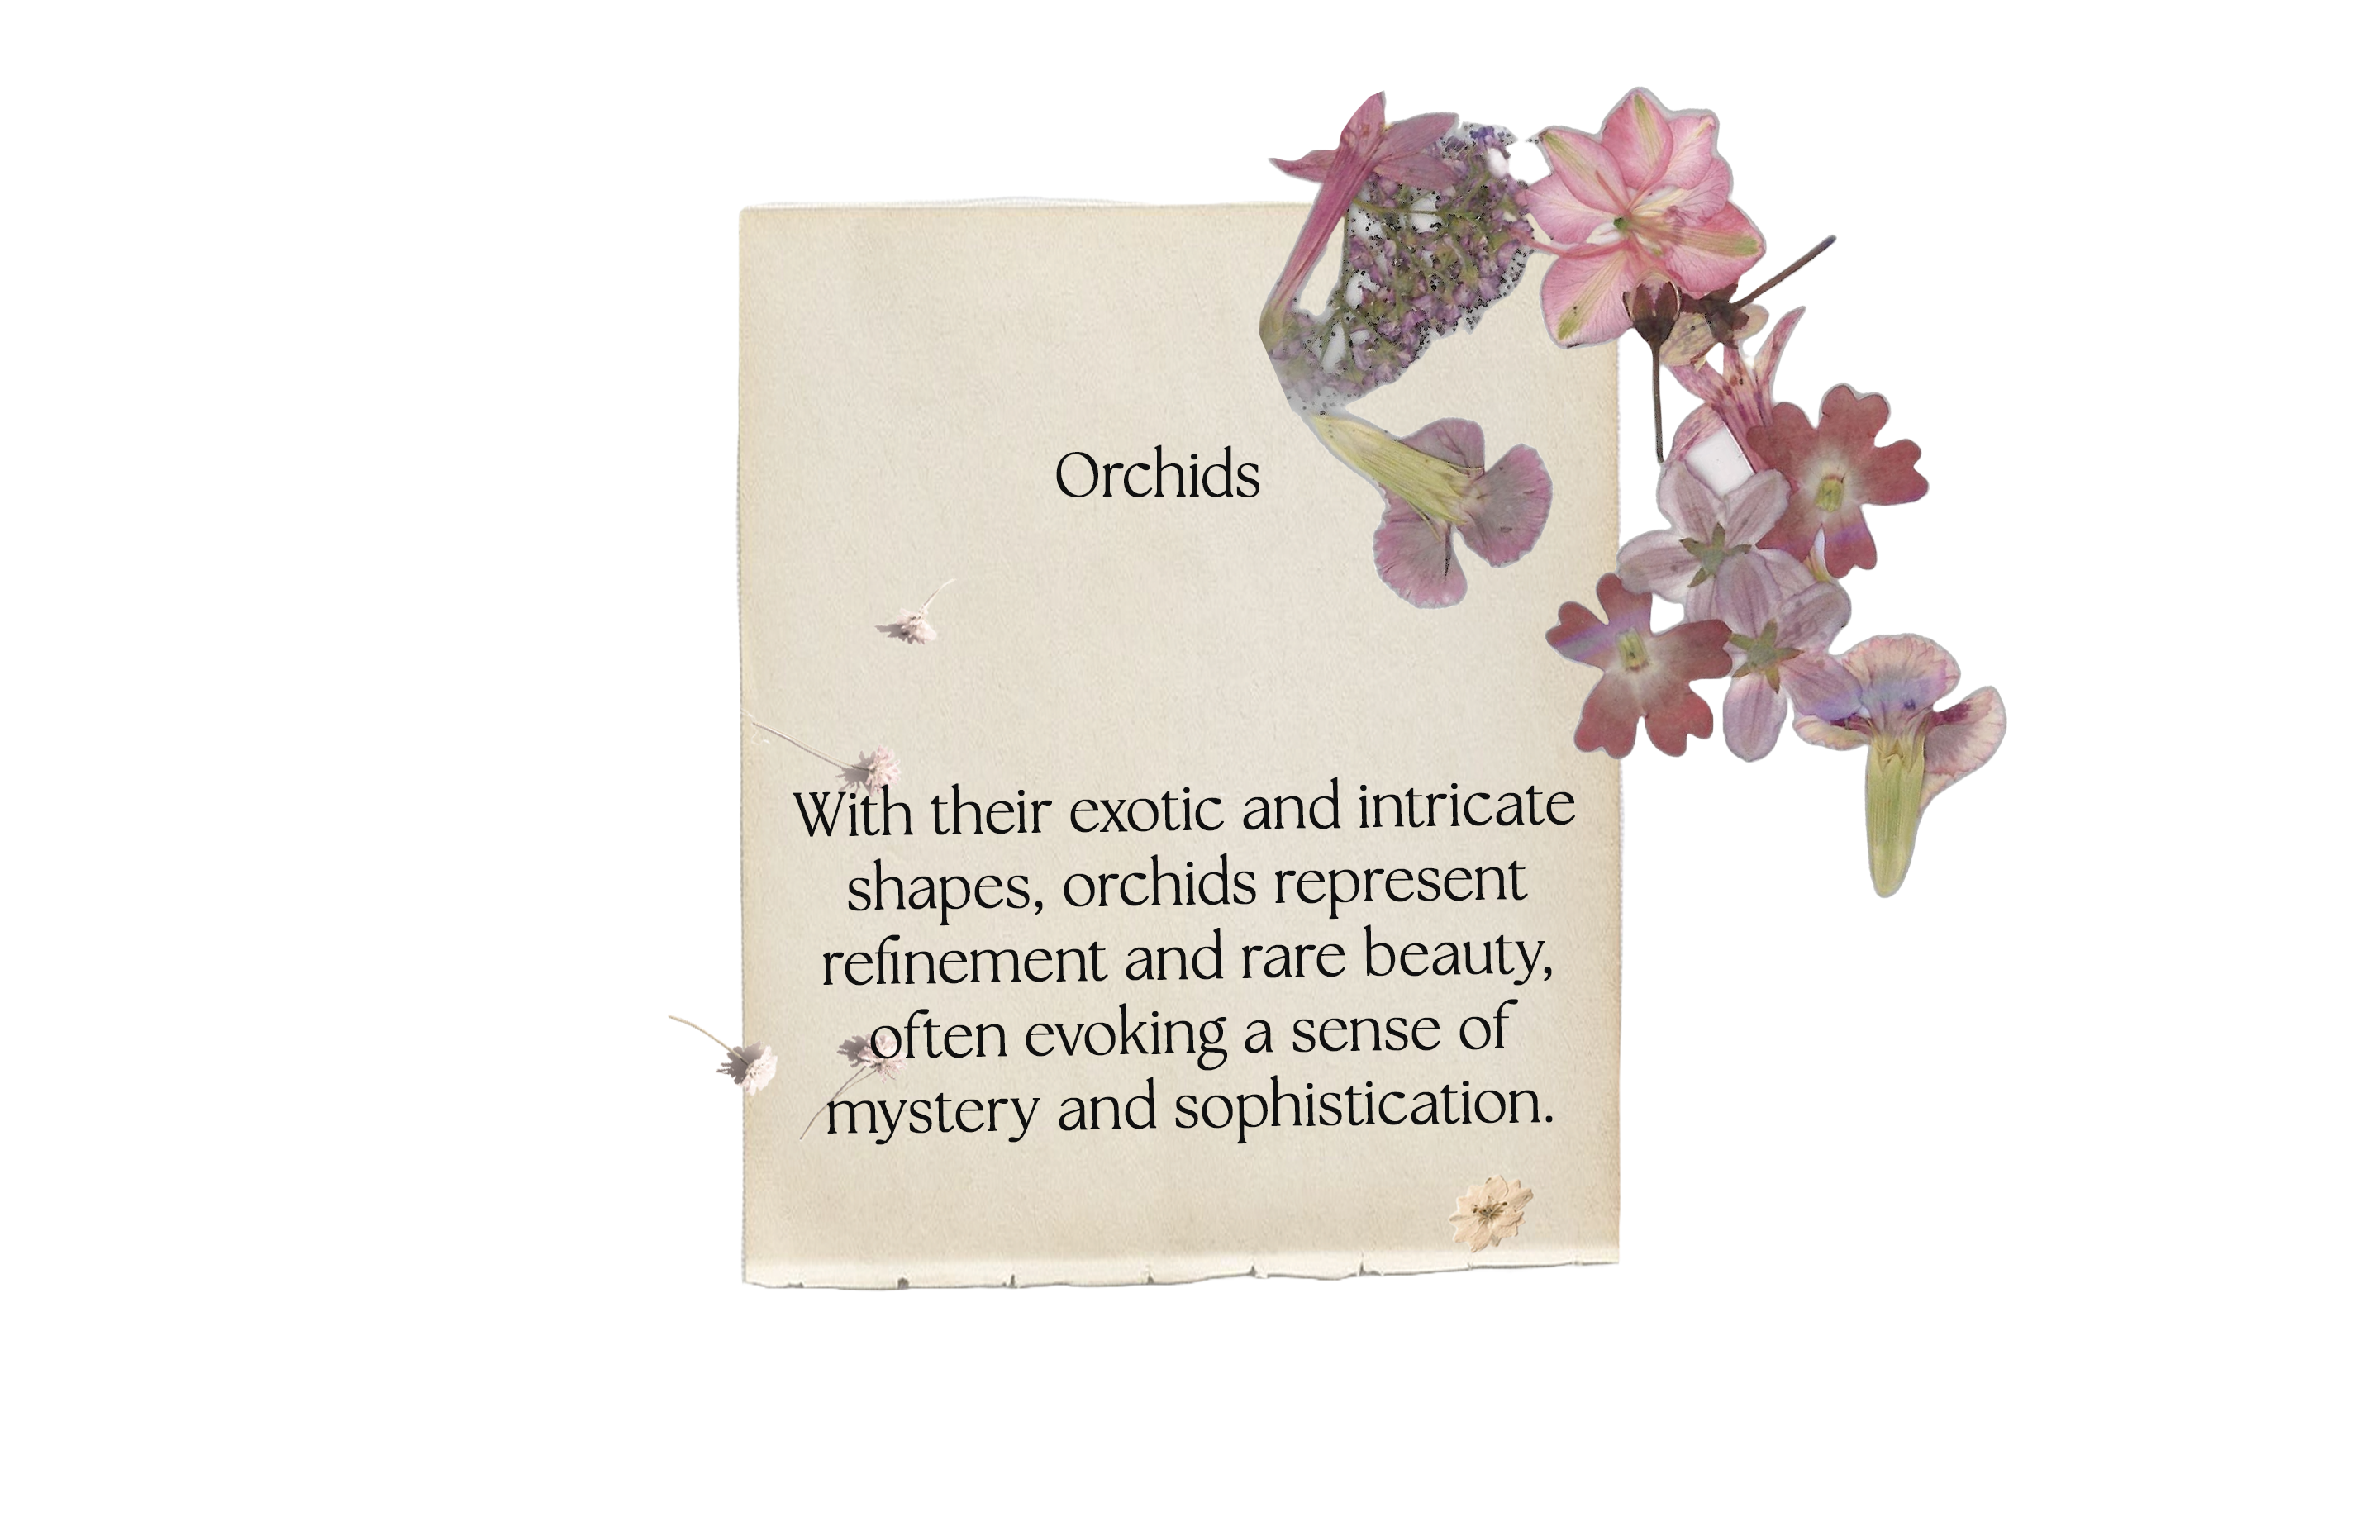 Orchids
With their exotic and intricate
shapes, orchids represent
refinement and rare beauty,
often evoking a sense of
mystery and sophistication.